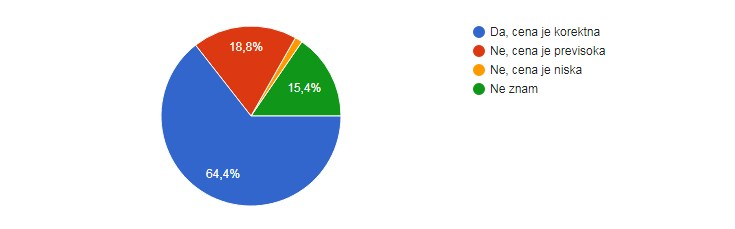 18,8%
15,4%
64,4%
Da, cena je korektna
Ne, cena je previsoka
Ne, cena je niska
Ne znam